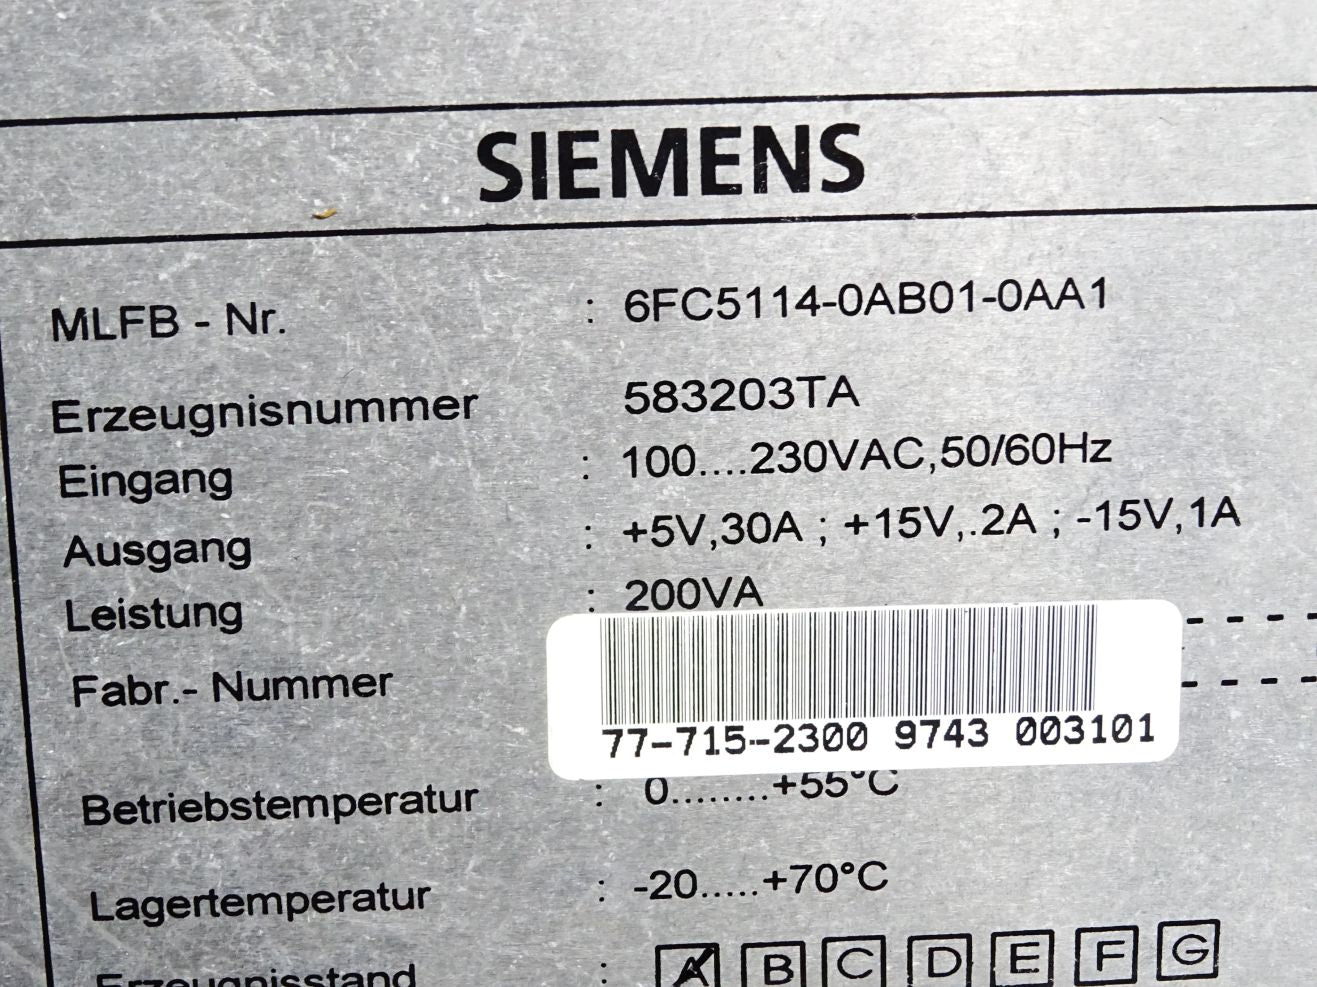 SIEMENS
MLFB - Nr. : 6FC5114-0AB01-0AA1
Erzeugnisnummer 583203TA
Eingang : 100....230VAC,50/60Hz
Ausgang : +5V,30A ; +15V,.2A ; -15V,1A
Leistung : 200VA
Fabr.- Nummer
77-715-2300 9743 003101
Betriebstemperatur : 0........+55°C
Lagertemperatur : -20.....+70°C
Erzeugnisstand : A B C D E F G